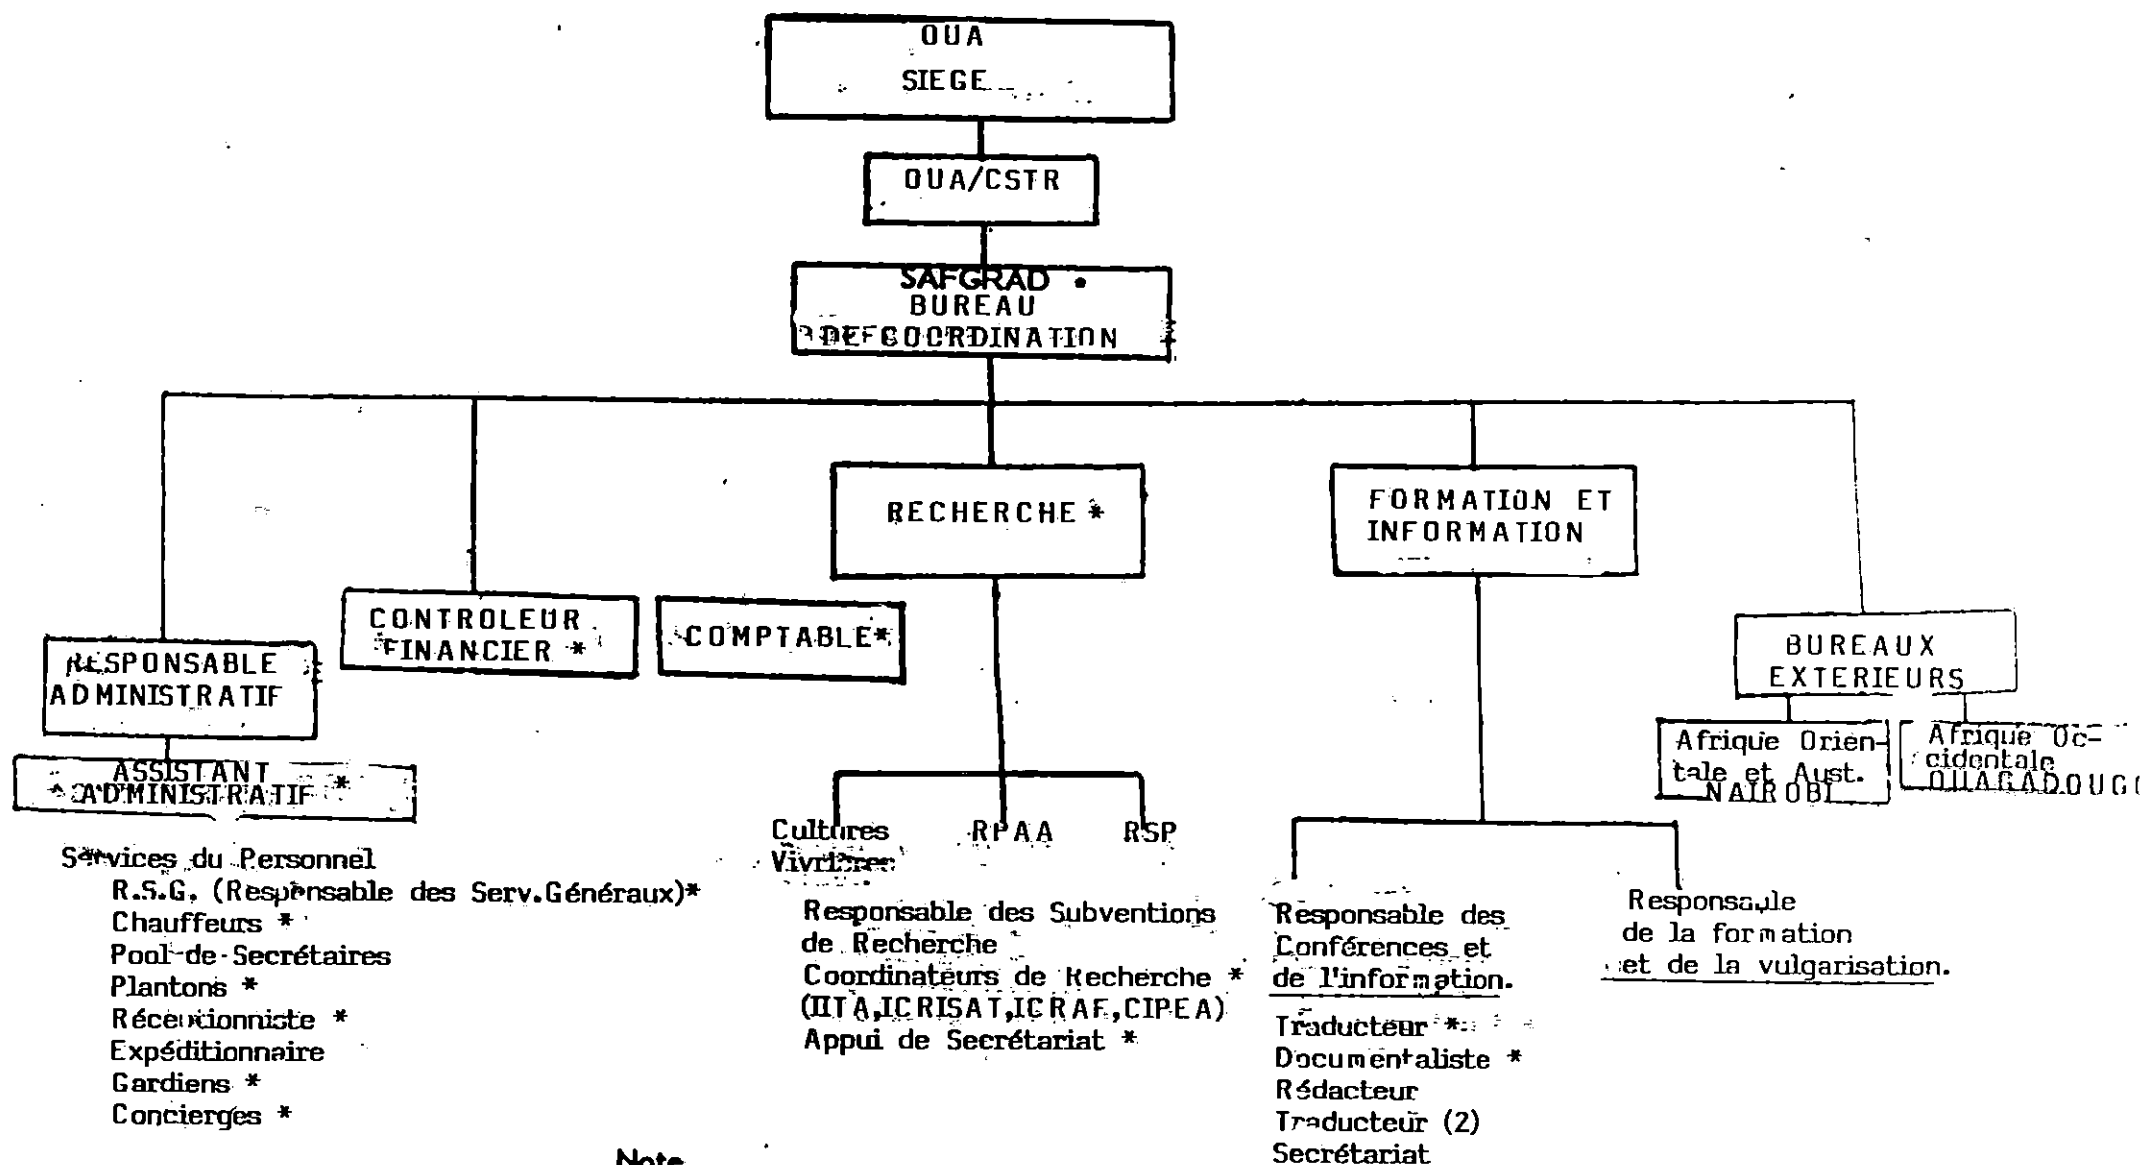 OUA
SIEGE
OUA/CSTR
SAFGRAD
BUREAU
DE COORDINATION
RECHERCHE *
FORMATION ET
INFORMATION
CONTROLEUR
FINANCIER *
COMPTABLE*
RESPONSABLE
ADMINISTRATIF
BUREAUX
EXTERIEURS
ASSISTANT
ADMINISTRATIF *
Afrique Orien-
tale et Aust.
NAIROBI
Afrique Oc-
cidentale
OUAGADOUGO
Services du Personnel
R.S.G. (Responsable des Serv.Généraux)*
Chauffeurs *
Pool-de-Secrétaires
Plantons *
Réceptionniste *
Expéditionnaire
Gardiens *
Concierges *
Cultures
Vivrières
RPAA
RSP
Responsable des Subventions
de Recherche
Coordinateurs de Recherche *
(IITA,ICRISAT,ICRAF,CIPEA)
Appui de Secrétariat *
Responsable des
Conférences et
de l'information.
Traducteur *
Documentaliste *
Rédacteur
Traducteur (2)
Secrétariat
Responsable
de la formation
et de la vulgarisation.
Note